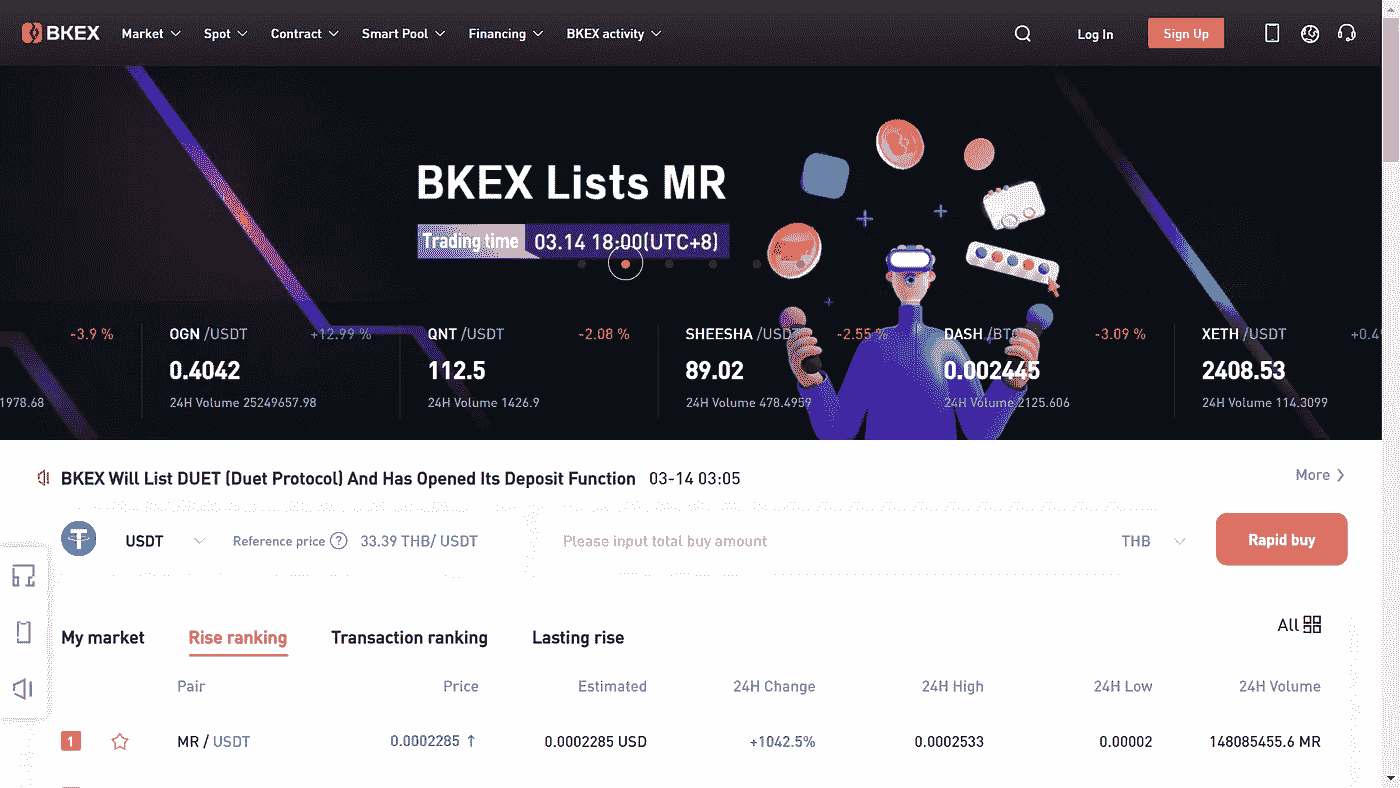 BKEX Market Spot Contract Smart Pool Financing BKEX activity Log In Sign Up
BKEX Lists MR
Trading time 03.14 18:00(UTC+8)
-3.9 % OGN /USDT +12.99 % QNT /USDT -2.08 % SHEESHA /USDT -2.55 % DASH /BTC -3.09 % XETH /USDT +0.4
0.4042 112.5 89.02 0.002445 2408.53
1978.68 24H Volume 25249657.98 24H Volume 1426.9 24H Volume 478.4959 24H Volume 2125.606 24H Volume 114.3099
BKEX Will List DUET (Duet Protocol) And Has Opened Its Deposit Function 03-14 03:05 More
USDT Reference price ? 33.39 THB/ USDT Please input total buy amount THB Rapid buy
My market Rise ranking Transaction ranking Lasting rise All
Pair Price Estimated 24H Change 24H High 24H Low 24H Volume
1 MR / USDT 0.0002285 ↑ 0.0002285 USD +1042.5% 0.0002533 0.00002 148085455.6 MR